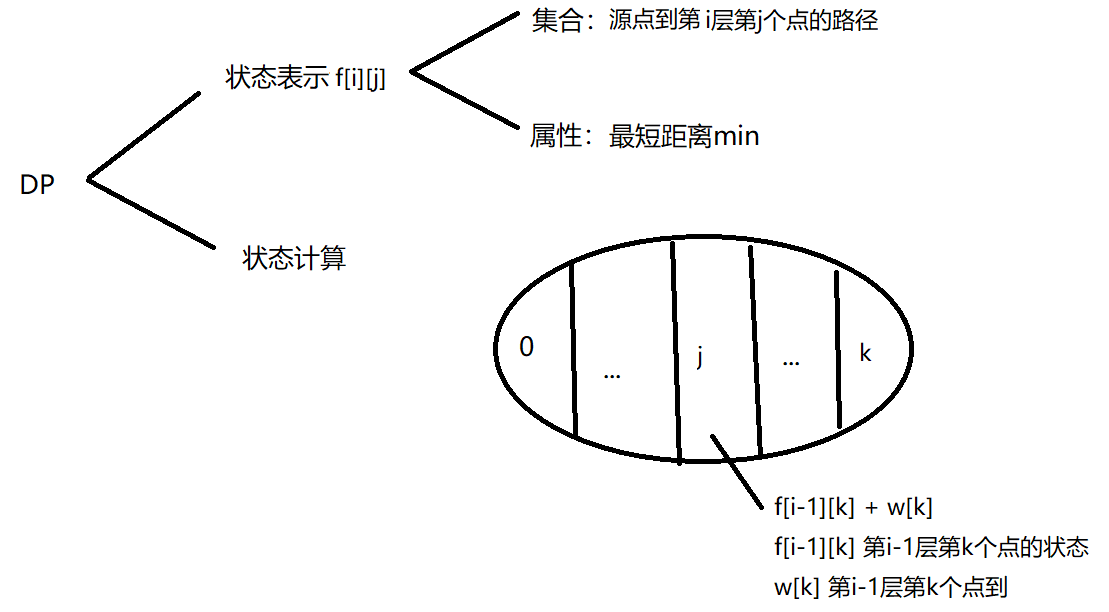 集合：源点到第 i层第j个点的路径
状态表示 f[i][j]
属性：最短距离min
DP
状态计算
0
...
j
...
k
f[i-1][k] + w[k]
f[i-1][k] 第i-1层第k个点的状态
w[k] 第i-1层第k个点到